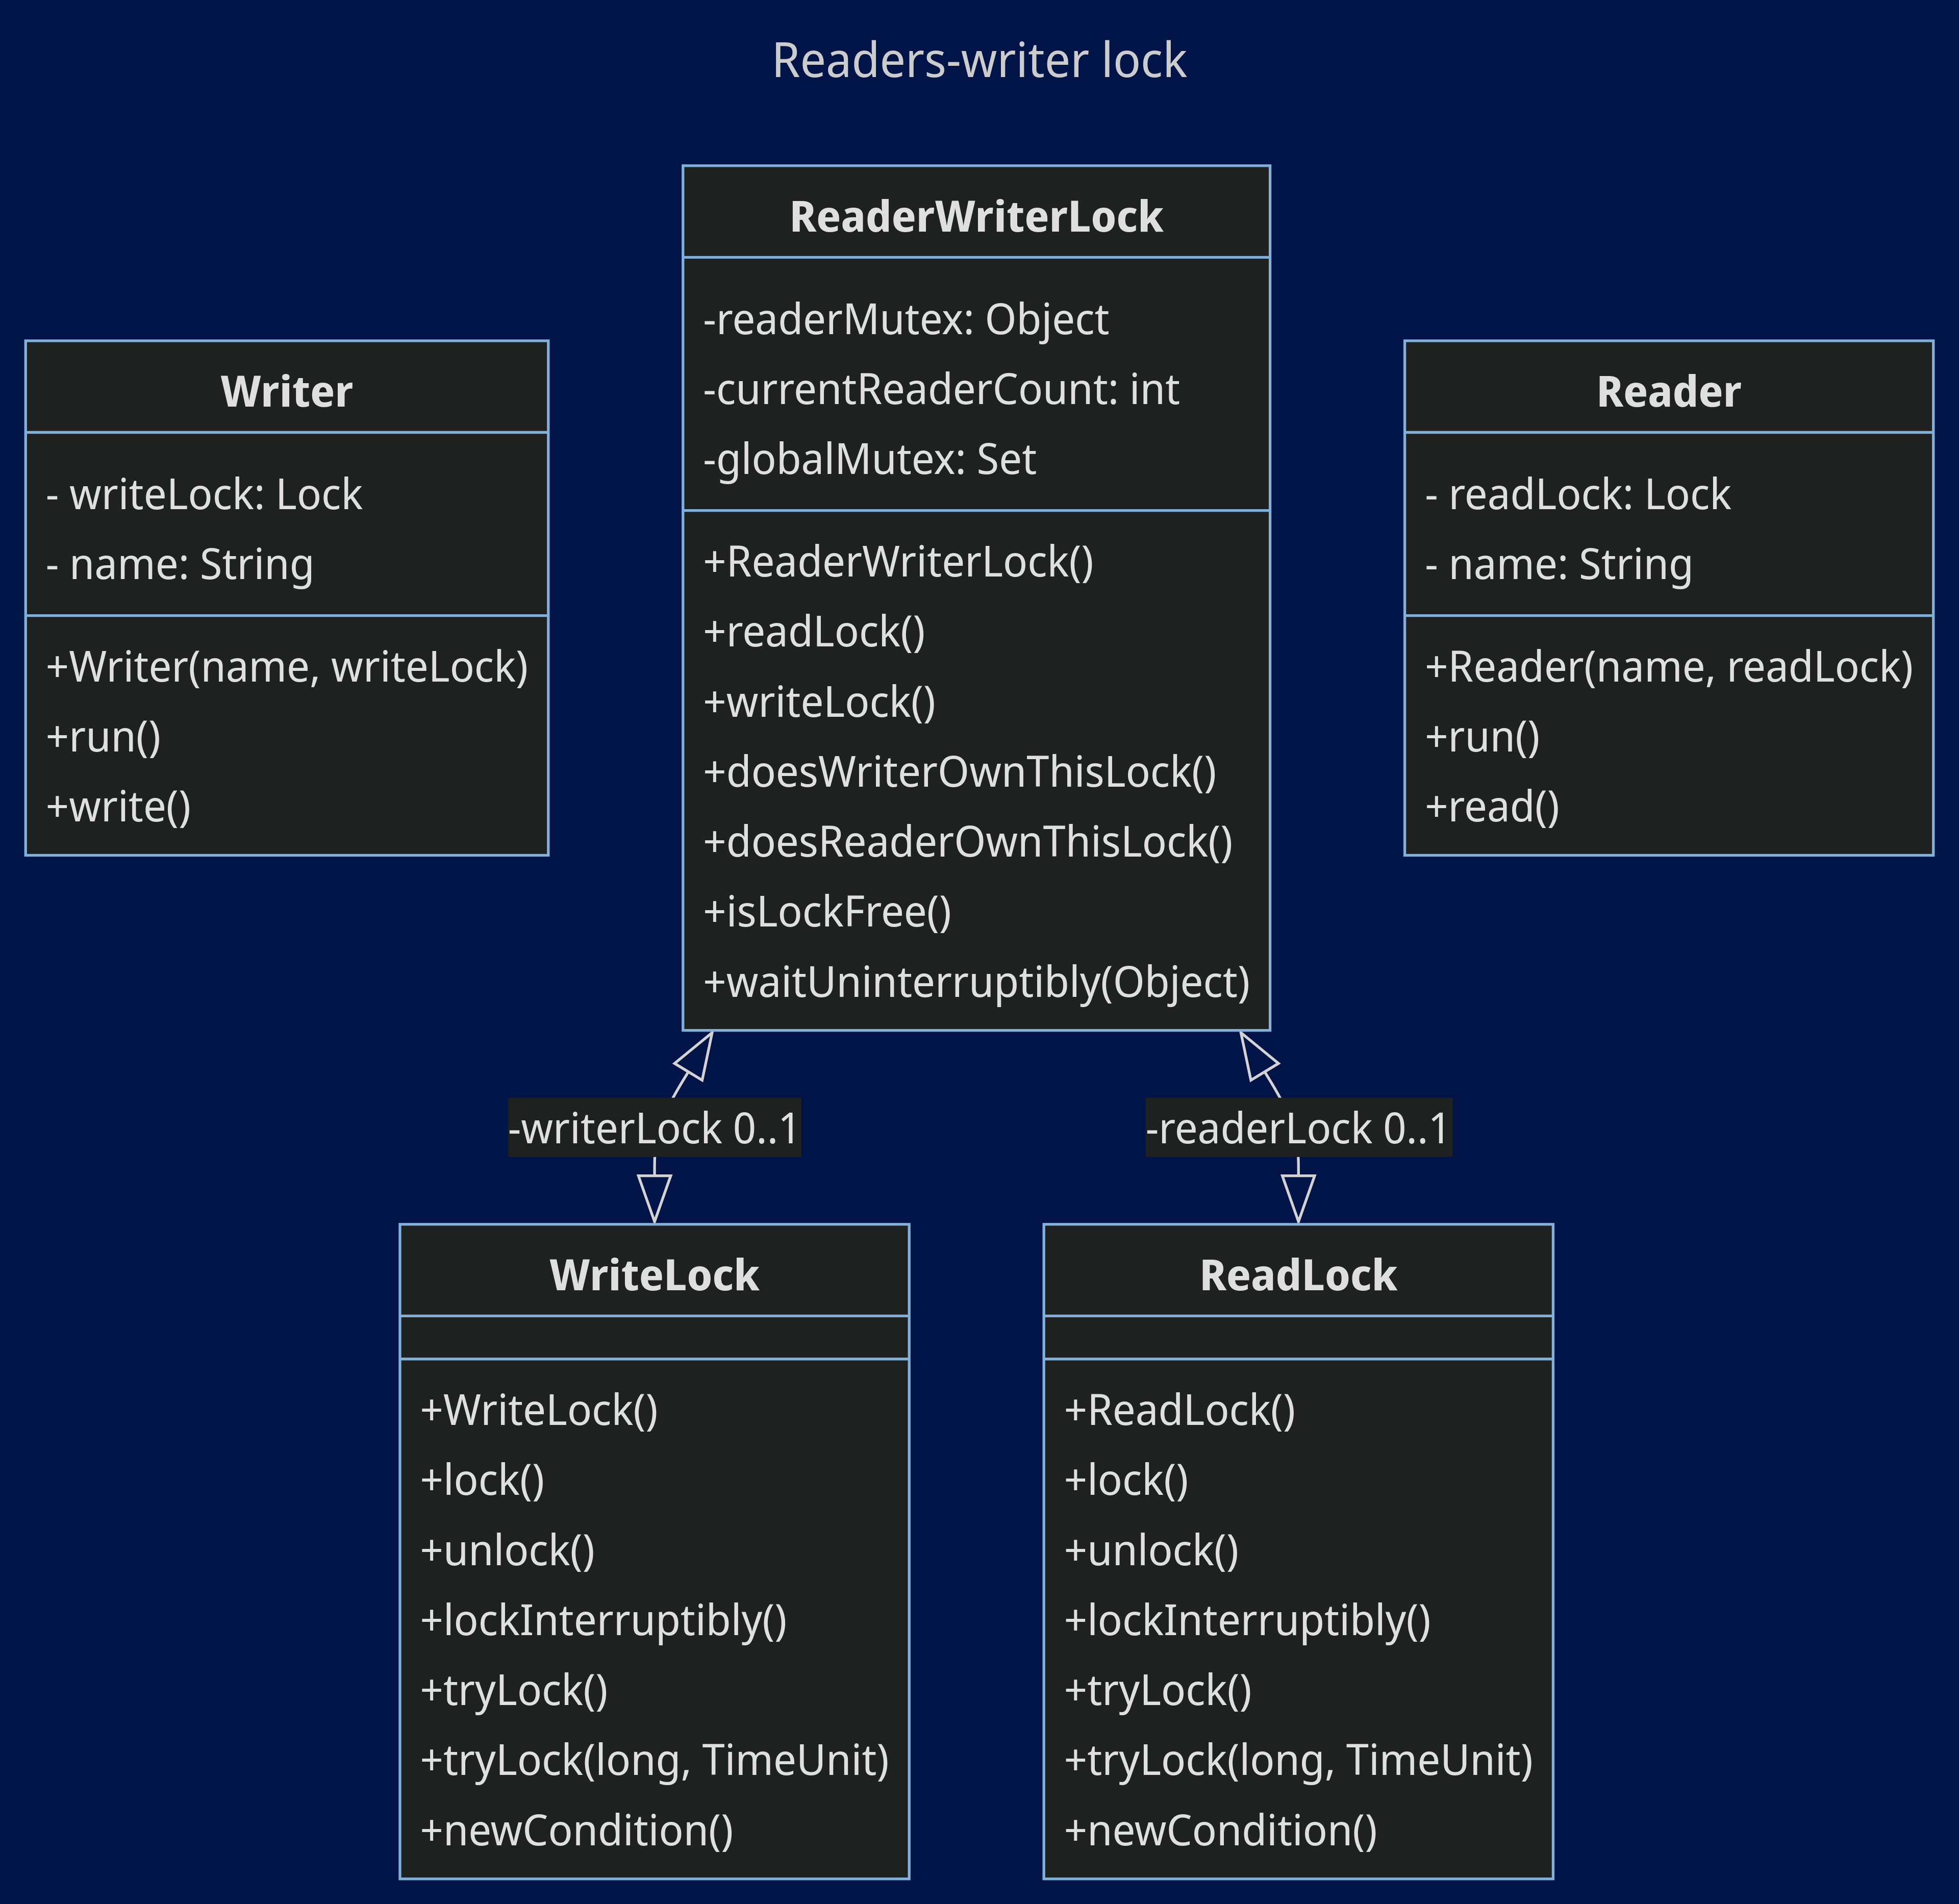 Readers-writer lock
ReaderWriterLock
-readerMutex: Object
-currentReaderCount: int
-globalMutex: Set
+ReaderWriterLock()
+readLock()
+writeLock()
+doesWriterOwnThisLock()
+doesReaderOwnThisLock()
+isLockFree()
+waitUninterruptibly(Object)
Writer
- writeLock: Lock
- name: String
+Writer(name, writeLock)
+run()
+write()
Reader
- readLock: Lock
- name: String
+Reader(name, readLock)
+run()
+read()
-writerLock 0..1
-readerLock 0..1
WriteLock
+WriteLock()
+lock()
+unlock()
+lockInterruptibly()
+tryLock()
+tryLock(long, TimeUnit)
+newCondition()
ReadLock
+ReadLock()
+lock()
+unlock()
+lockInterruptibly()
+tryLock()
+tryLock(long, TimeUnit)
+newCondition()